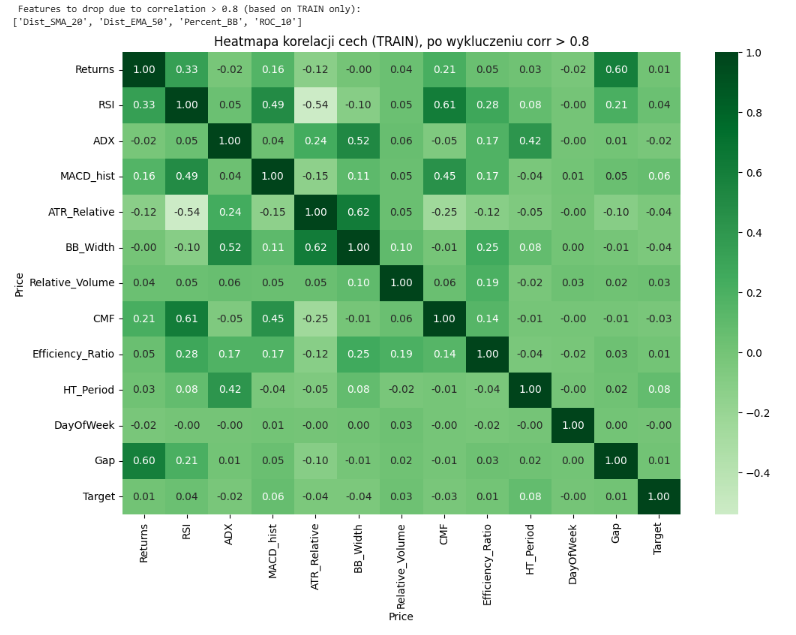 Features to drop due to correlation > 0.8 (based on TRAIN only):
['Dist_SMA_20', 'Dist_EMA_50', 'Percent_BB', 'ROC_10']
Heatmapa korelacji cech (TRAIN), po wykluczeniu corr > 0.8
Returns 1.00 0.33 -0.02 0.16 -0.12 -0.00 0.04 0.21 0.05 0.03 -0.02 0.60 0.01
RSI 0.33 1.00 0.05 0.49 -0.54 -0.10 0.05 0.61 0.28 0.08 -0.00 0.21 0.04
ADX -0.02 0.05 1.00 0.04 0.24 0.52 0.06 -0.05 0.17 0.42 -0.00 0.01 -0.02
MACD_hist 0.16 0.49 0.04 1.00 -0.15 0.11 0.05 0.45 0.17 -0.04 0.01 0.05 0.06
ATR_Relative -0.12 -0.54 0.24 -0.15 1.00 0.62 0.05 -0.25 -0.12 -0.05 -0.00 -0.10 -0.04
BB_Width -0.00 -0.10 0.52 0.11 0.62 1.00 0.10 -0.01 0.25 0.08 0.00 -0.01 -0.04
Relative_Volume 0.04 0.05 0.06 0.05 0.05 0.10 1.00 0.06 0.19 -0.02 0.03 0.02 0.03
CMF 0.21 0.61 -0.05 0.45 -0.25 -0.01 0.06 1.00 0.14 -0.01 -0.00 -0.01 -0.03
Efficiency_Ratio 0.05 0.28 0.17 0.17 -0.12 0.25 0.19 0.14 1.00 -0.04 -0.02 0.03 0.01
HT_Period 0.03 0.08 0.42 -0.04 -0.05 0.08 -0.02 -0.01 -0.04 1.00 -0.00 0.02 0.08
DayOfWeek -0.02 -0.00 -0.00 0.01 -0.00 0.00 0.03 -0.00 -0.02 -0.00 1.00 0.00 -0.00
Gap 0.60 0.21 0.01 0.05 -0.10 -0.01 0.02 -0.01 0.03 0.02 0.00 1.00 0.01
Target 0.01 0.04 -0.02 0.06 -0.04 -0.04 0.03 -0.03 0.01 0.08 -0.00 0.01 1.00
Price
Returns
RSI
ADX
MACD_hist
ATR_Relative
BB_Width
Relative_Volume
CMF
Efficiency_Ratio
HT_Period
DayOfWeek
Gap
Target
Price
1.0
0.8
0.6
0.4
0.2
0.0
−0.2
−0.4